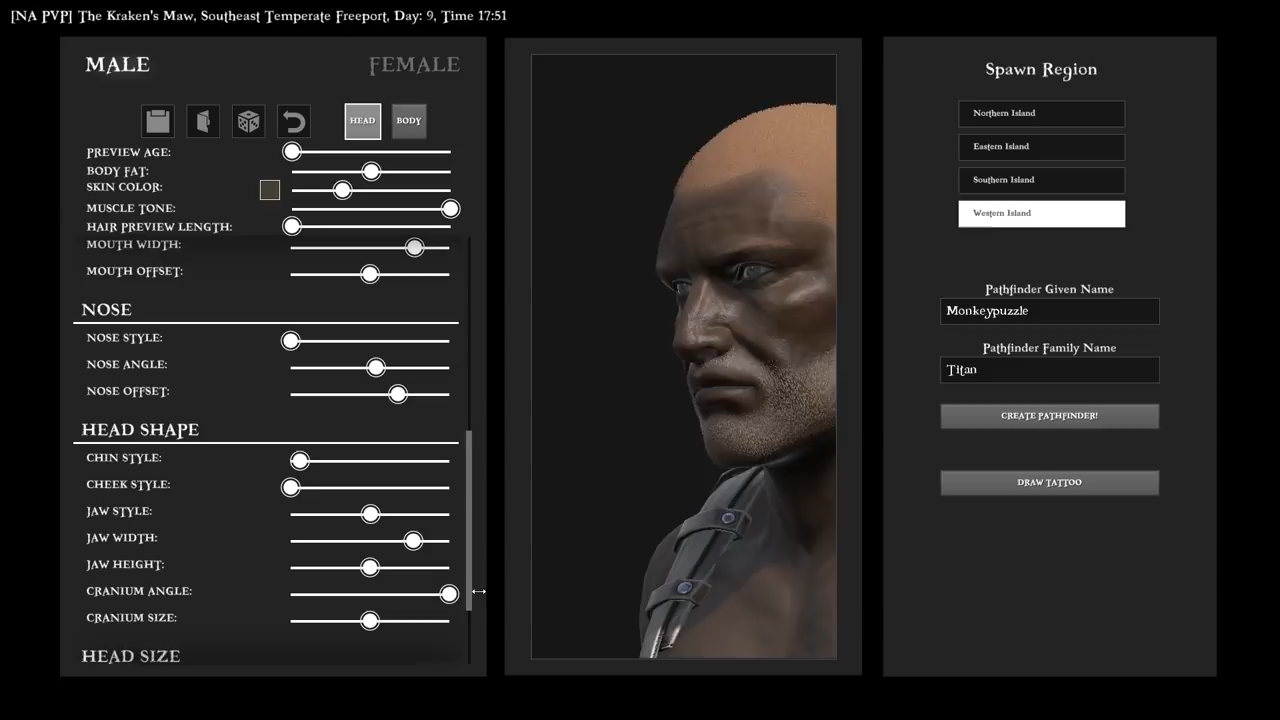 [NA PVP] The Kraken's Maw, Southeast Temperate Freeport, Day: 9, Time 17:51
MALE
FEMALE
HEAD
BODY
PREVIEW AGE:
BODY FAT:
SKIN COLOR:
MUSCLE TONE:
HAIR PREVIEW LENGTH:
MOUTH WIDTH:
MOUTH OFFSET:
NOSE
NOSE STYLE:
NOSE ANGLE:
NOSE OFFSET:
HEAD SHAPE
CHIN STYLE:
CHEEK STYLE:
JAW STYLE:
JAW WIDTH:
JAW HEIGHT:
CRANIUM ANGLE:
CRANIUM SIZE:
HEAD SIZE
Spawn Region
Northern Island
Eastern Island
Southern Island
Western Island
Pathfinder Given Name
Monkeypuzzle
Pathfinder Family Name
Titan
CREATE PATHFINDER!
DRAW TATTOO